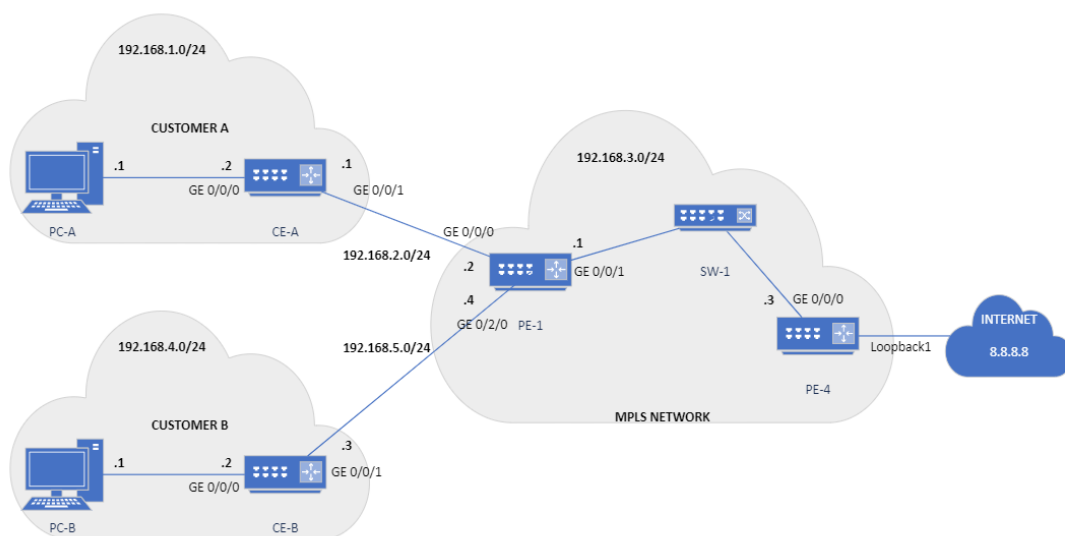 192.168.1.0/24
CUSTOMER A
.1
.2
.1
GE 0/0/0
GE 0/0/1
PC-A
CE-A
192.168.2.0/24
GE 0/0/0
.2
.1
GE 0/0/1
.4
PE-1
GE 0/2/0
192.168.3.0/24
SW-1
.3
GE 0/0/0
Loopback1
PE-4
INTERNET
8.8.8.8
MPLS NETWORK
192.168.4.0/24
192.168.5.0/24
CUSTOMER B
.1
.2
.3
GE 0/0/0
GE 0/0/1
PC-B
CE-B